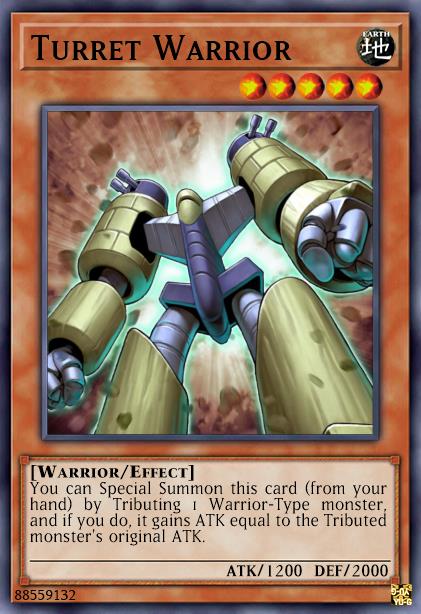 Turret Warrior
EARTH
地
[Warrior/Effect]
You can Special Summon this card (from your
hand) by Tributing 1 Warrior-Type monster,
and if you do, it gains ATK equal to the Tributed
monster's original ATK.
ATK/1200 DEF/2000
88559132